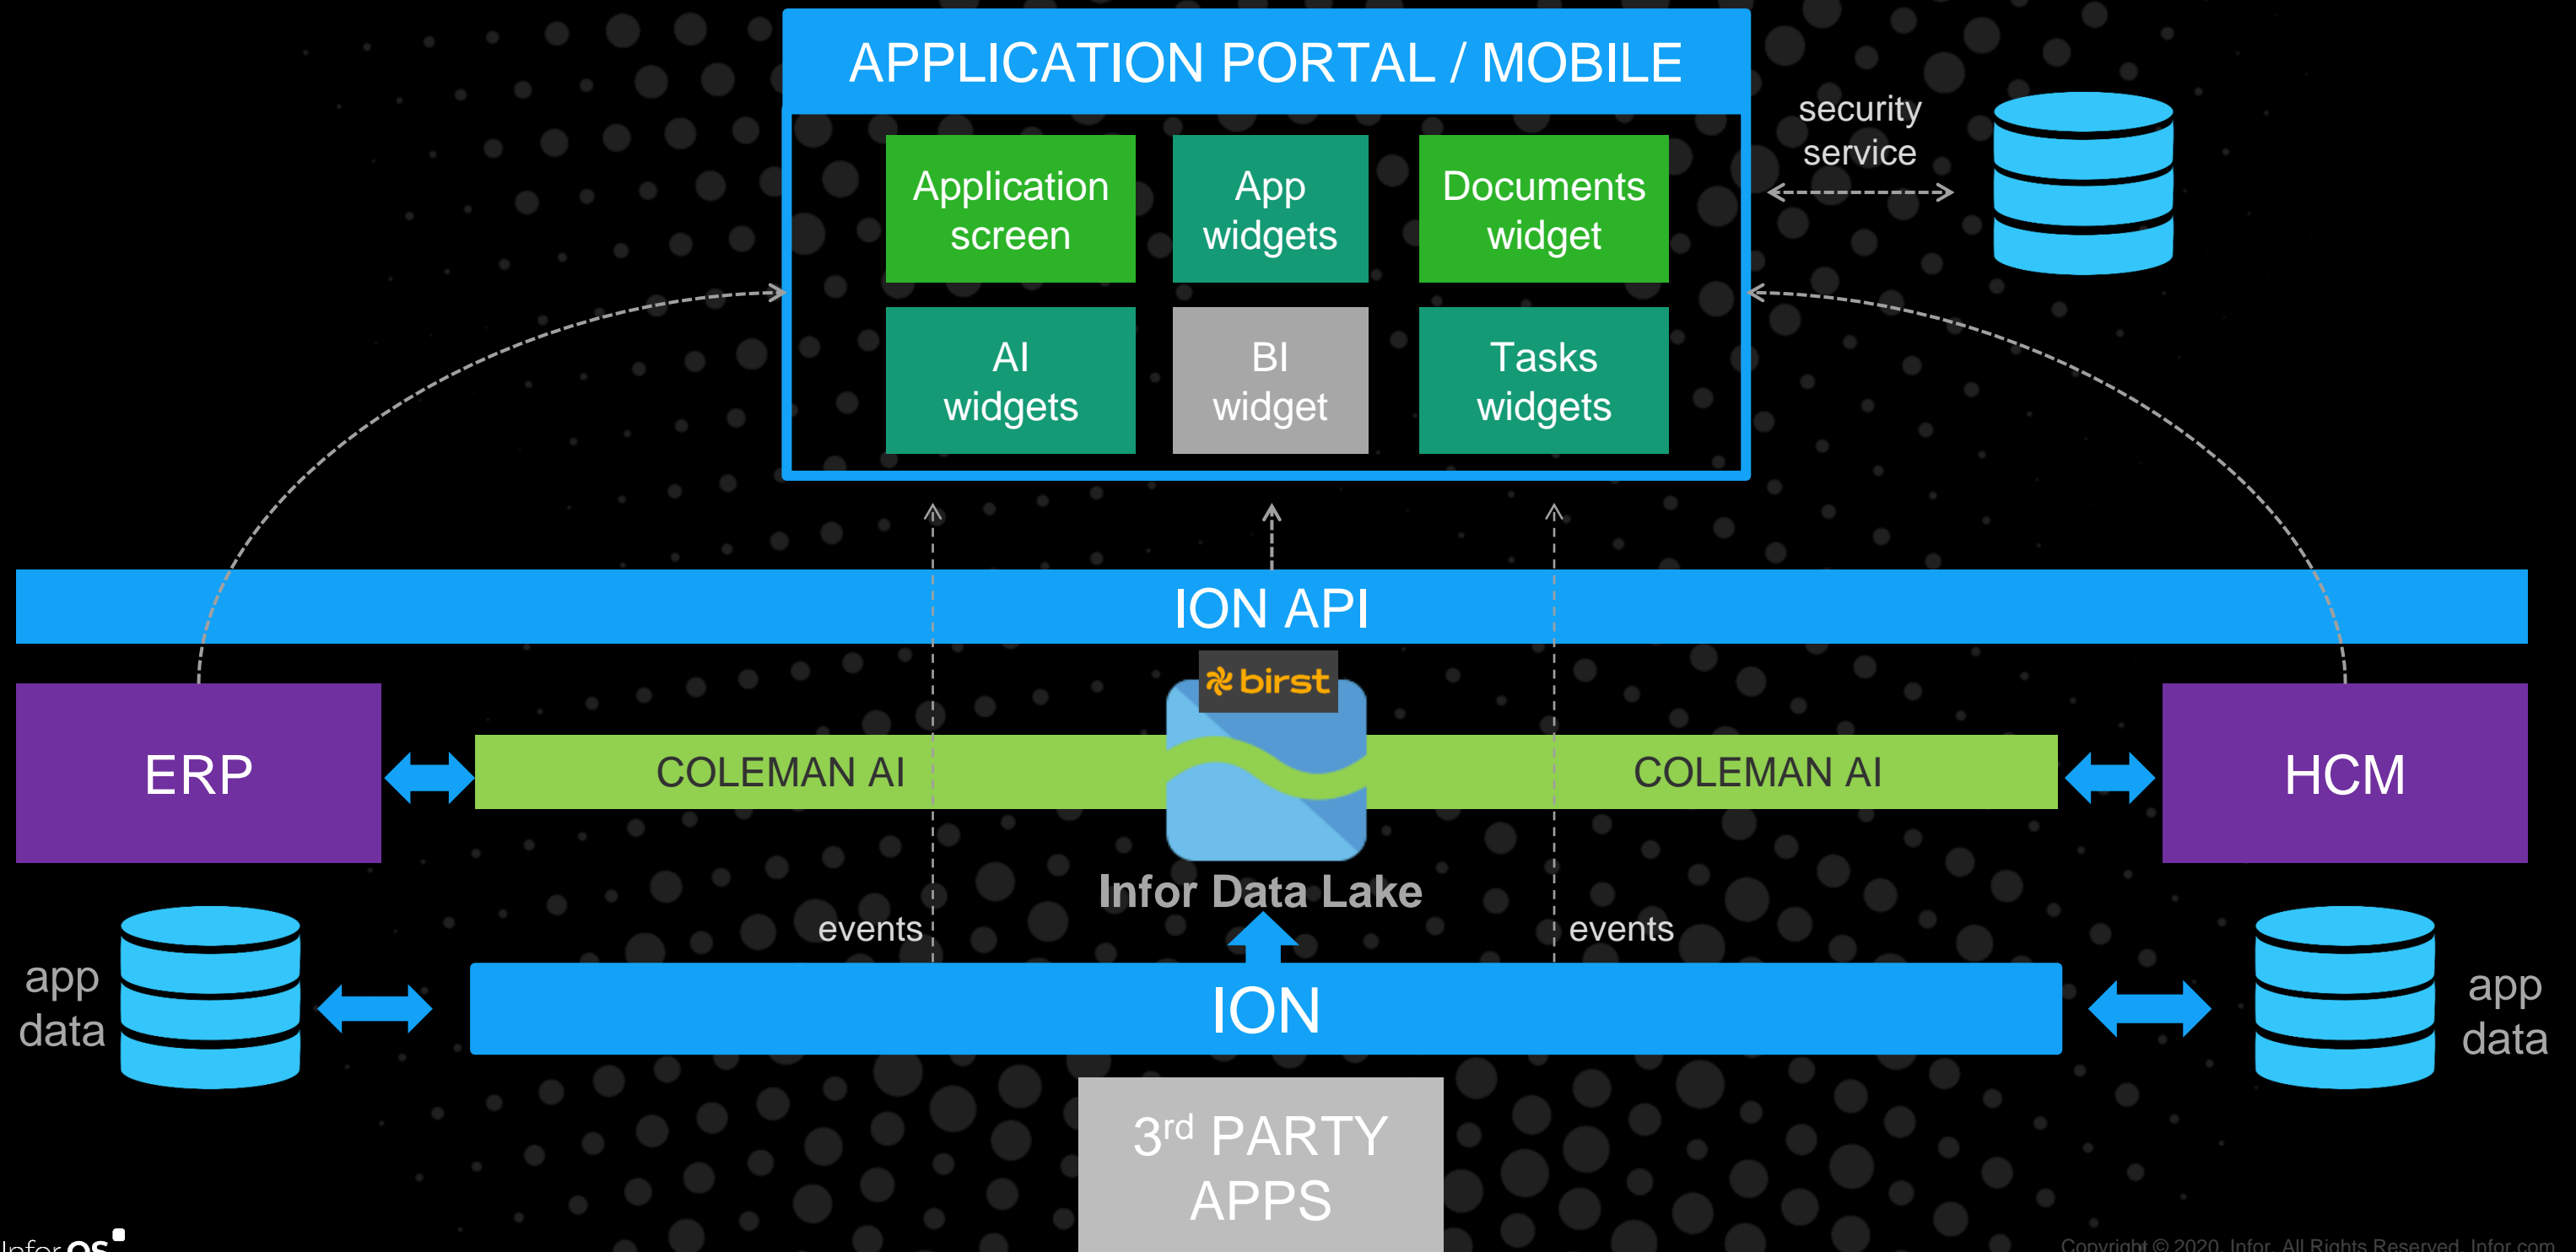 APPLICATION PORTAL / MOBILE
Application
screen
App
widgets
Documents
widget
AI
widgets
BI
widget
Tasks
widgets
security
service
ION API
birst
ERP
COLEMAN AI
COLEMAN AI
HCM
Infor Data Lake
events
events
app
data
ION
app
data
3rd PARTY
APPS
Infor os
Copyright © 2020. Infor. All Rights Reserved. Infor.com